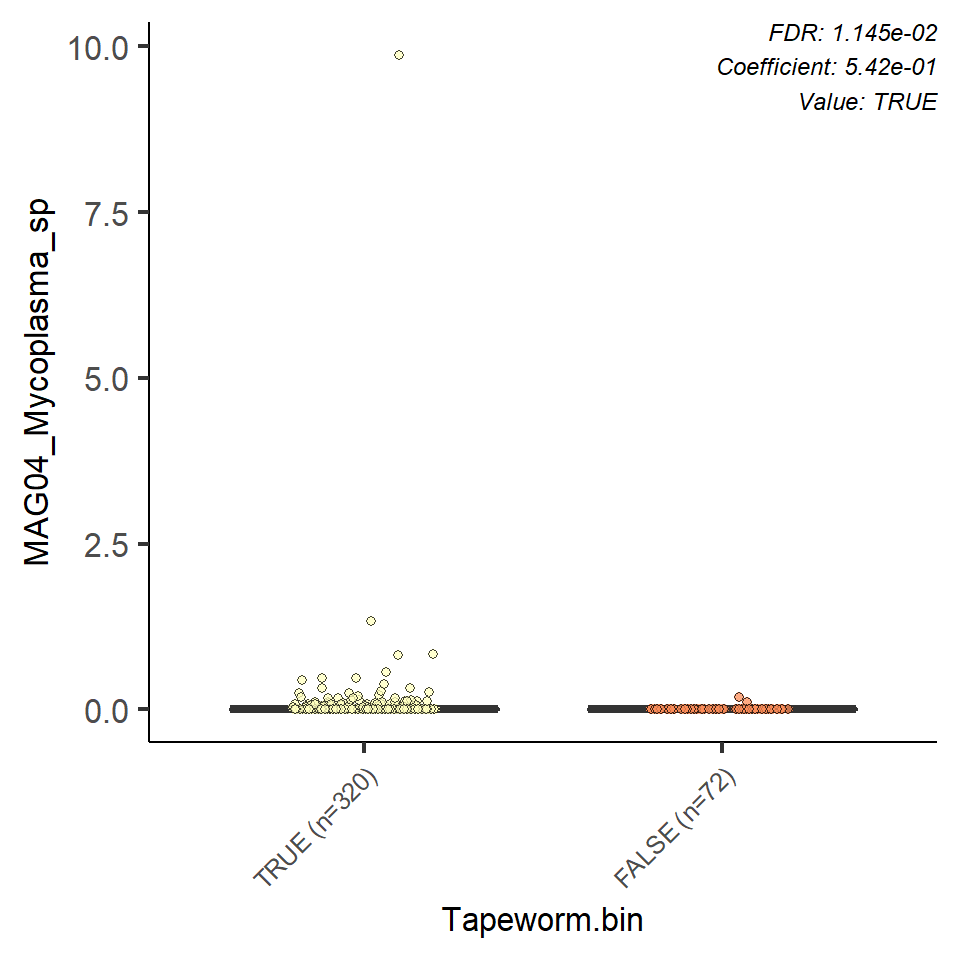 FDR: 1.145e-02
Coefficient: 5.42e-01
Value: TRUE
MAG04_Mycoplasma_sp
10.0
7.5
5.0
2.5
0.0
TRUE (n=320)
FALSE (n=72)
Tapeworm.bin